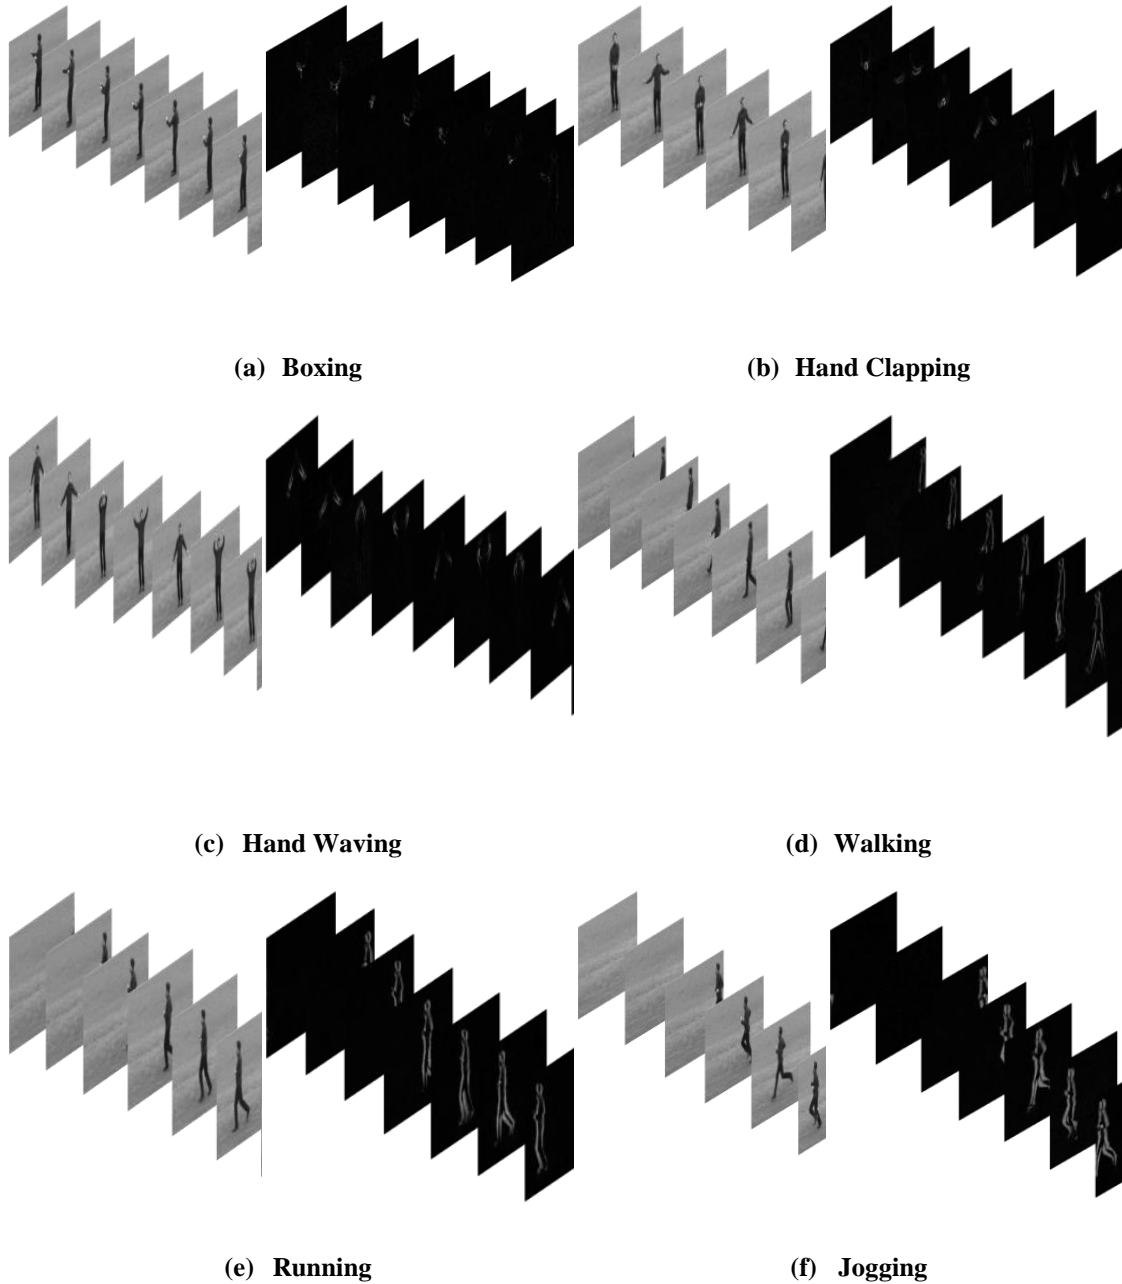 (a) Boxing
(b) Hand Clapping
(c) Hand Waving
(d) Walking
(e) Running
(f) Jogging